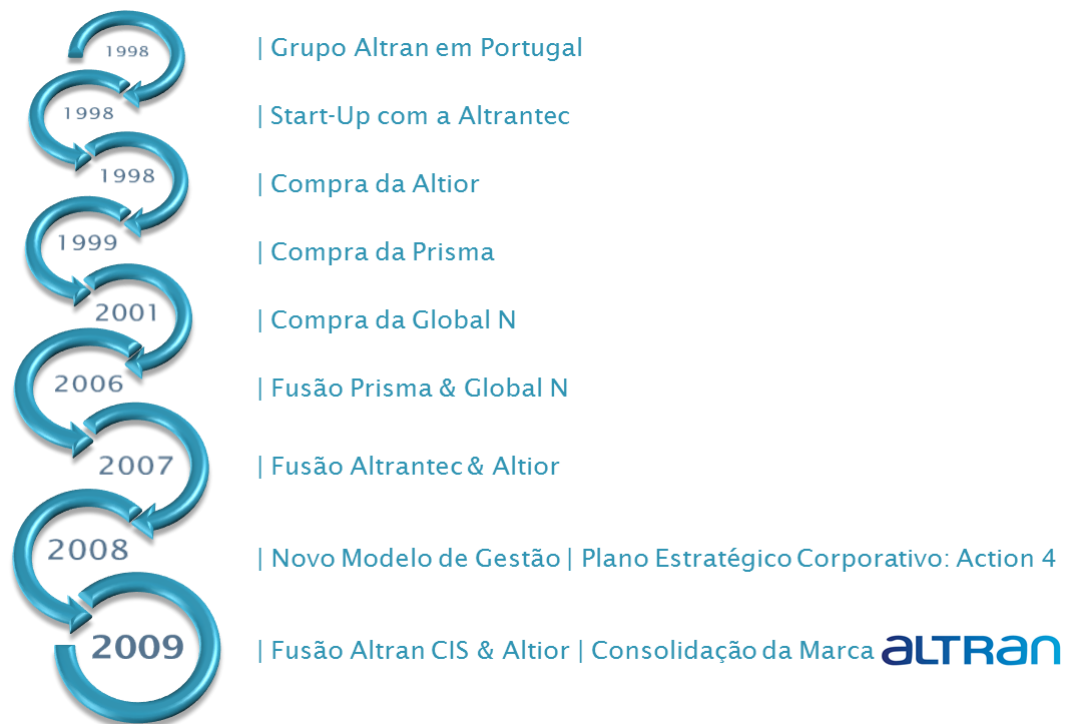 1998 | Grupo Altran em Portugal
1998 | Start-Up com a Altrantec
1998 | Compra da Altior
1999 | Compra da Prisma
2001 | Compra da Global N
2006 | Fusão Prisma & Global N
2007 | Fusão Altrantec & Altior
2008 | Novo Modelo de Gestão | Plano Estratégico Corporativo: Action 4
2009 | Fusão Altran CIS & Altior | Consolidação da Marca aLTRan